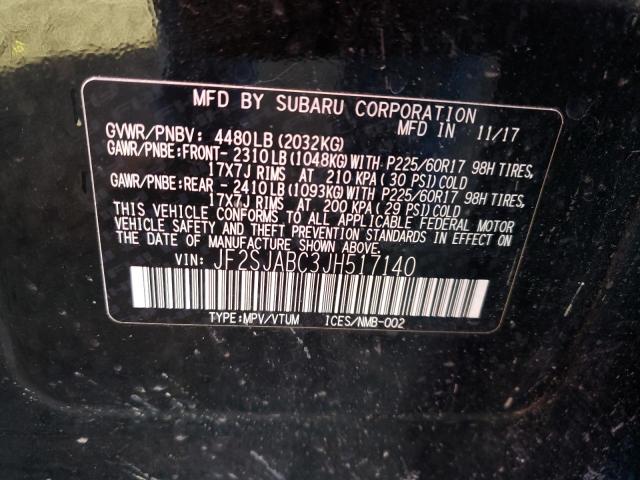 MFD BY SUBARU CORPORATION
MFD IN 11/17
GVWR/PNBV: 4480LB(2032KG)
GAWR/PNBE:FRONT- 2310LB(1048KG)WITH P225/60R17 98H TIRES,
17X7J RIMS AT 210 KPA(30 PSI)COLD
GAWR/PNBE:REAR - 2410LB(1093KG)WITH P225/60R17 98H TIRES,
17X7J RIMS AT 200 KPA(29 PSI)COLD
THIS VEHICLE CONFORMS TO ALL APPLICABLE FEDERAL MOTOR
VEHICLE SAFETY AND THEFT PREVENTION STANDARDS IN EFFECT ON
THE DATE OF MANUFACTURE SHOWN ABOVE.
VIN: JF2SJABC3JH517140
TYPE:MPV/VTUM ICES/NMB-002